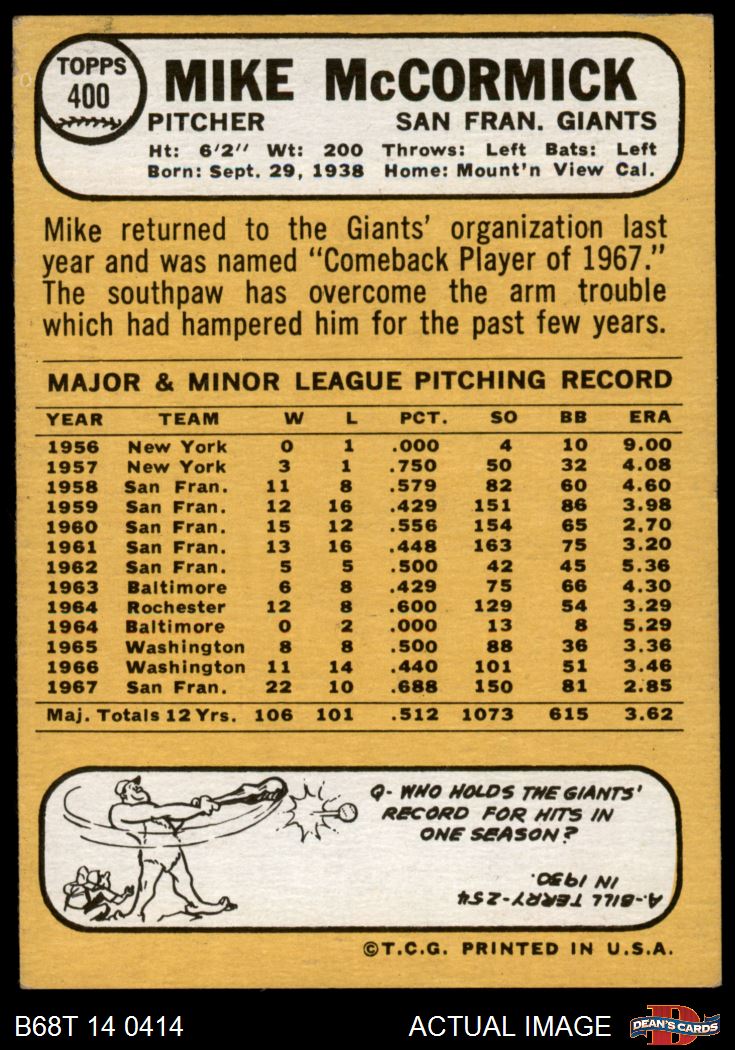 TOPPS
400
MIKE McCORMICK
PITCHER SAN FRAN. GIANTS
Ht: 6'2'' Wt: 200 Throws: Left Bats: Left
Born: Sept. 29, 1938 Home: Mount'n View Cal.
Mike returned to the Giants' organization last
year and was named "Comeback Player of 1967."
The southpaw has overcome the arm trouble
which had hampered him for the past few years.
MAJOR & MINOR LEAGUE PITCHING RECORD
YEAR TEAM W L PCT. SO BB ERA
1956 New York 0 1 .000 4 10 9.00
1957 New York 3 1 .750 50 32 4.08
1958 San Fran. 11 8 .579 82 60 4.60
1959 San Fran. 12 16 .429 151 86 3.98
1960 San Fran. 15 12 .556 154 65 2.70
1961 San Fran. 13 16 .448 163 75 3.20
1962 San Fran. 5 5 .500 42 45 5.36
1963 Baltimore 6 8 .429 75 66 4.30
1964 Rochester 12 8 .600 129 54 3.29
1964 Baltimore 0 2 .000 13 8 5.29
1965 Washington 8 8 .500 88 36 3.36
1966 Washington 11 14 .440 101 51 3.46
1967 San Fran. 22 10 .688 150 81 2.85
Maj. Totals 12 Yrs. 106 101 .512 1073 615 3.62
Q- WHO HOLDS THE GIANTS'
RECORD FOR HITS IN
ONE SEASON?
A-BILL TERRY-254
IN 1930.
©T.C.G. PRINTED IN U.S.A.
B68T 14 0414 ACTUAL IMAGE DEAN'S CARDS